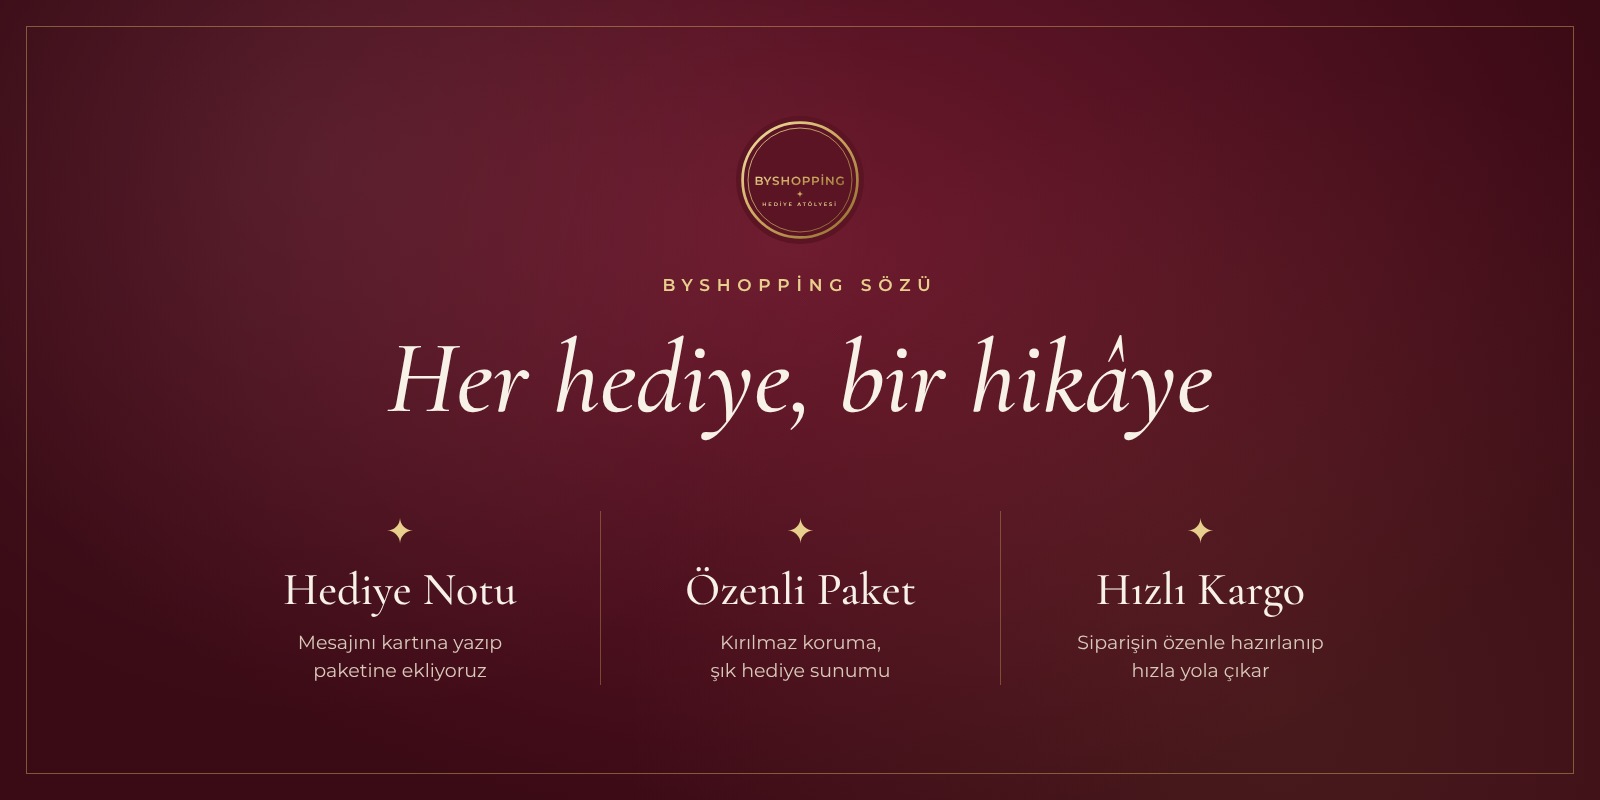 BYSHOPPİNG
HEDİYE ATÖLYESİ
BYSHOPPİNG SÖZÜ
Her hediye, bir hikâye
Hediye Notu
Mesajını kartına yazıp
paketine ekliyoruz
Özenli Paket
Kırılmaz koruma,
şık hediye sunumu
Hızlı Kargo
Siparişin özenle hazırlanıp
hızla yola çıkar